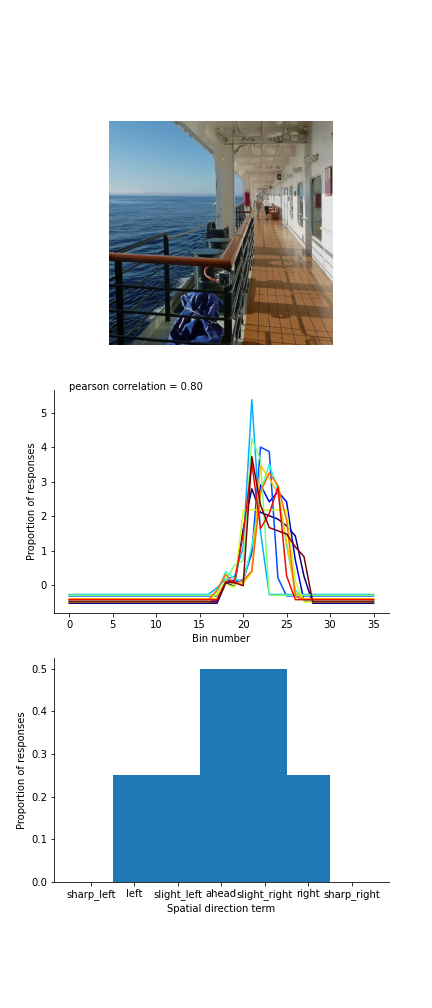 pearson correlation = 0.80
Proportion of responses
5
4
3
2
1
0
0 5 10 15 20 25 30 35
Bin number
Proportion of responses
0.5
0.4
0.3
0.2
0.1
0.0
sharp_left left slight_left ahead slight_right right sharp_right
Spatial direction term